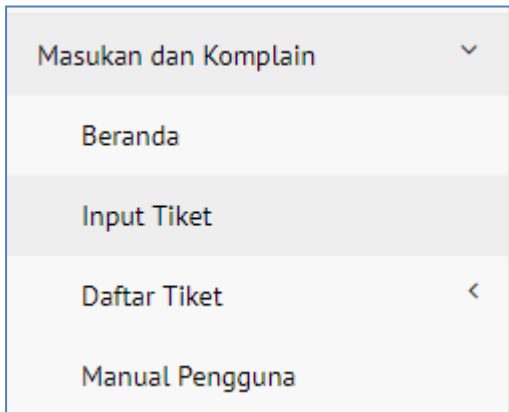 Masukan dan Komplain
Beranda
Input Tiket
Daftar Tiket
Manual Pengguna